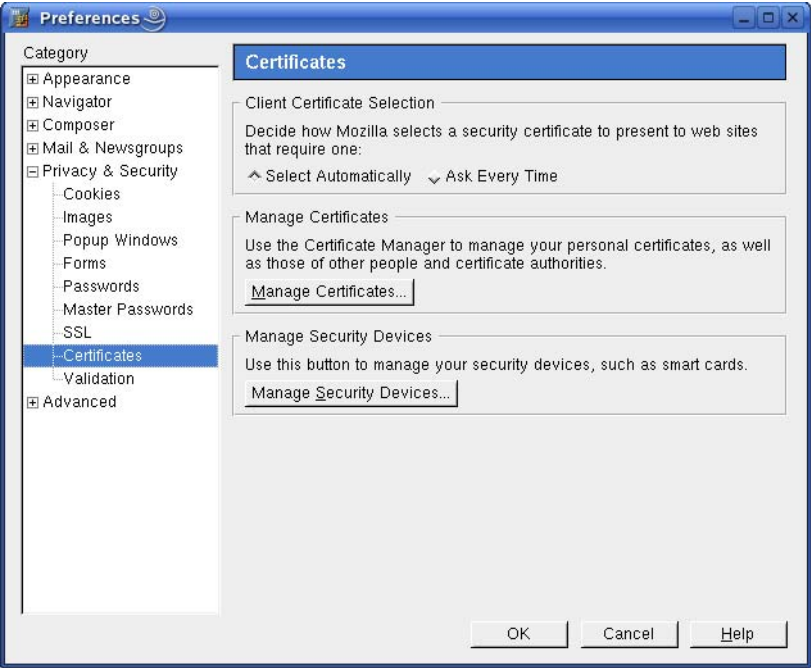 Preferences
Category
Appearance
Navigator
Composer
Mail & Newsgroups
Privacy & Security
Cookies
Images
Popup Windows
Forms
Passwords
Master Passwords
SSL
Certificates
Validation
Advanced
Certificates
Client Certificate Selection
Decide how Mozilla selects a security certificate to present to web sites
that require one:
Select Automatically Ask Every Time
Manage Certificates
Use the Certificate Manager to manage your personal certificates, as well
as those of other people and certificate authorities.
Manage Certificates...
Manage Security Devices
Use this button to manage your security devices, such as smart cards.
Manage Security Devices...
OK Cancel Help